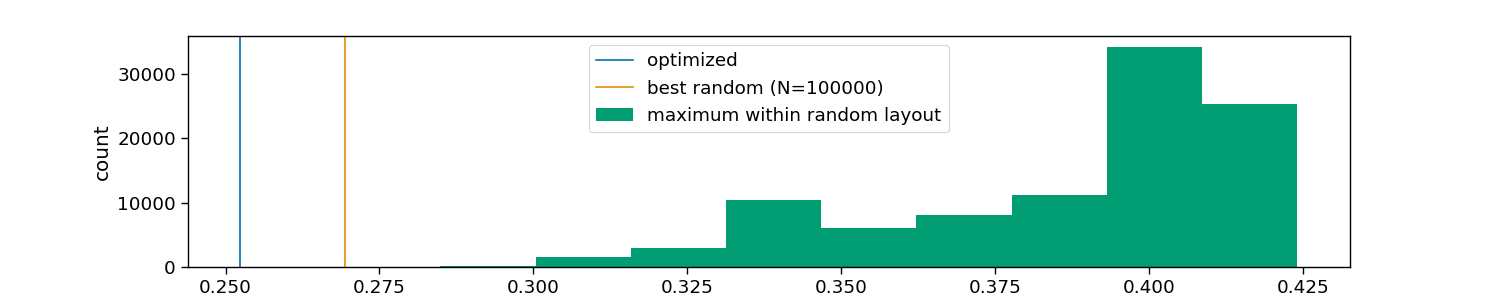 optimized
best random (N=100000)
maximum within random layout
count
30000
20000
10000
0
0.250 0.275 0.300 0.325 0.350 0.375 0.400 0.425